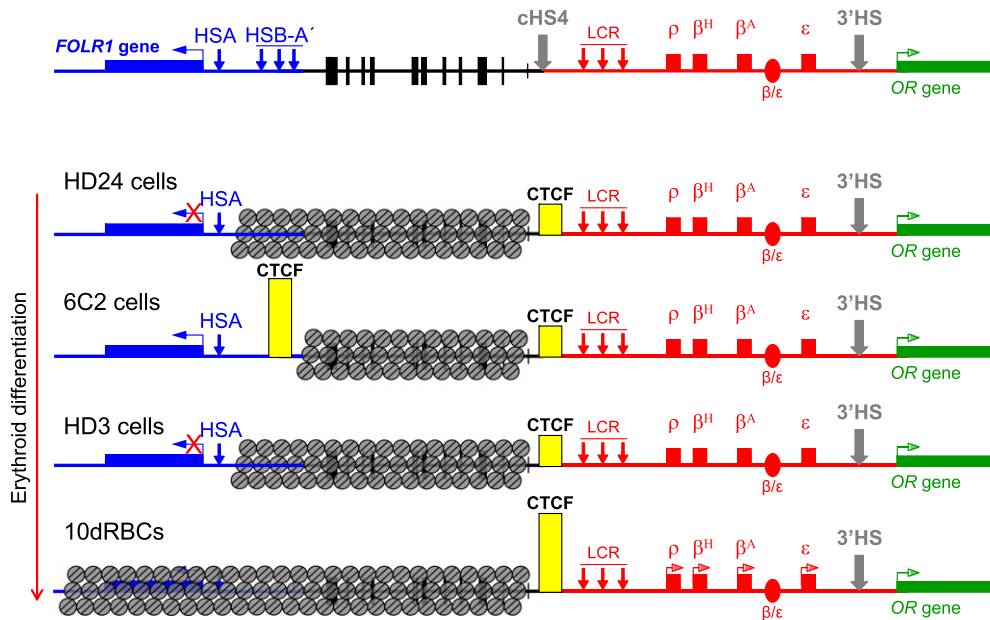 cHS4
FOLR1 gene HSA HSB-A´ LCR ρ βᴴ βᴬ ε 3’HS
β/ε
OR gene
HD24 cells
HSA CTCF LCR ρ βᴴ βᴬ ε 3’HS
X
β/ε
OR gene
CTCF
6C2 cells
HSA CTCF LCR ρ βᴴ βᴬ ε 3’HS
β/ε
OR gene
HD3 cells
HSA CTCF LCR ρ βᴴ βᴬ ε 3’HS
X
β/ε
OR gene
10dRBCs
CTCF LCR ρ βᴴ βᴬ ε 3’HS
β/ε
OR gene
Erythroid differentiation